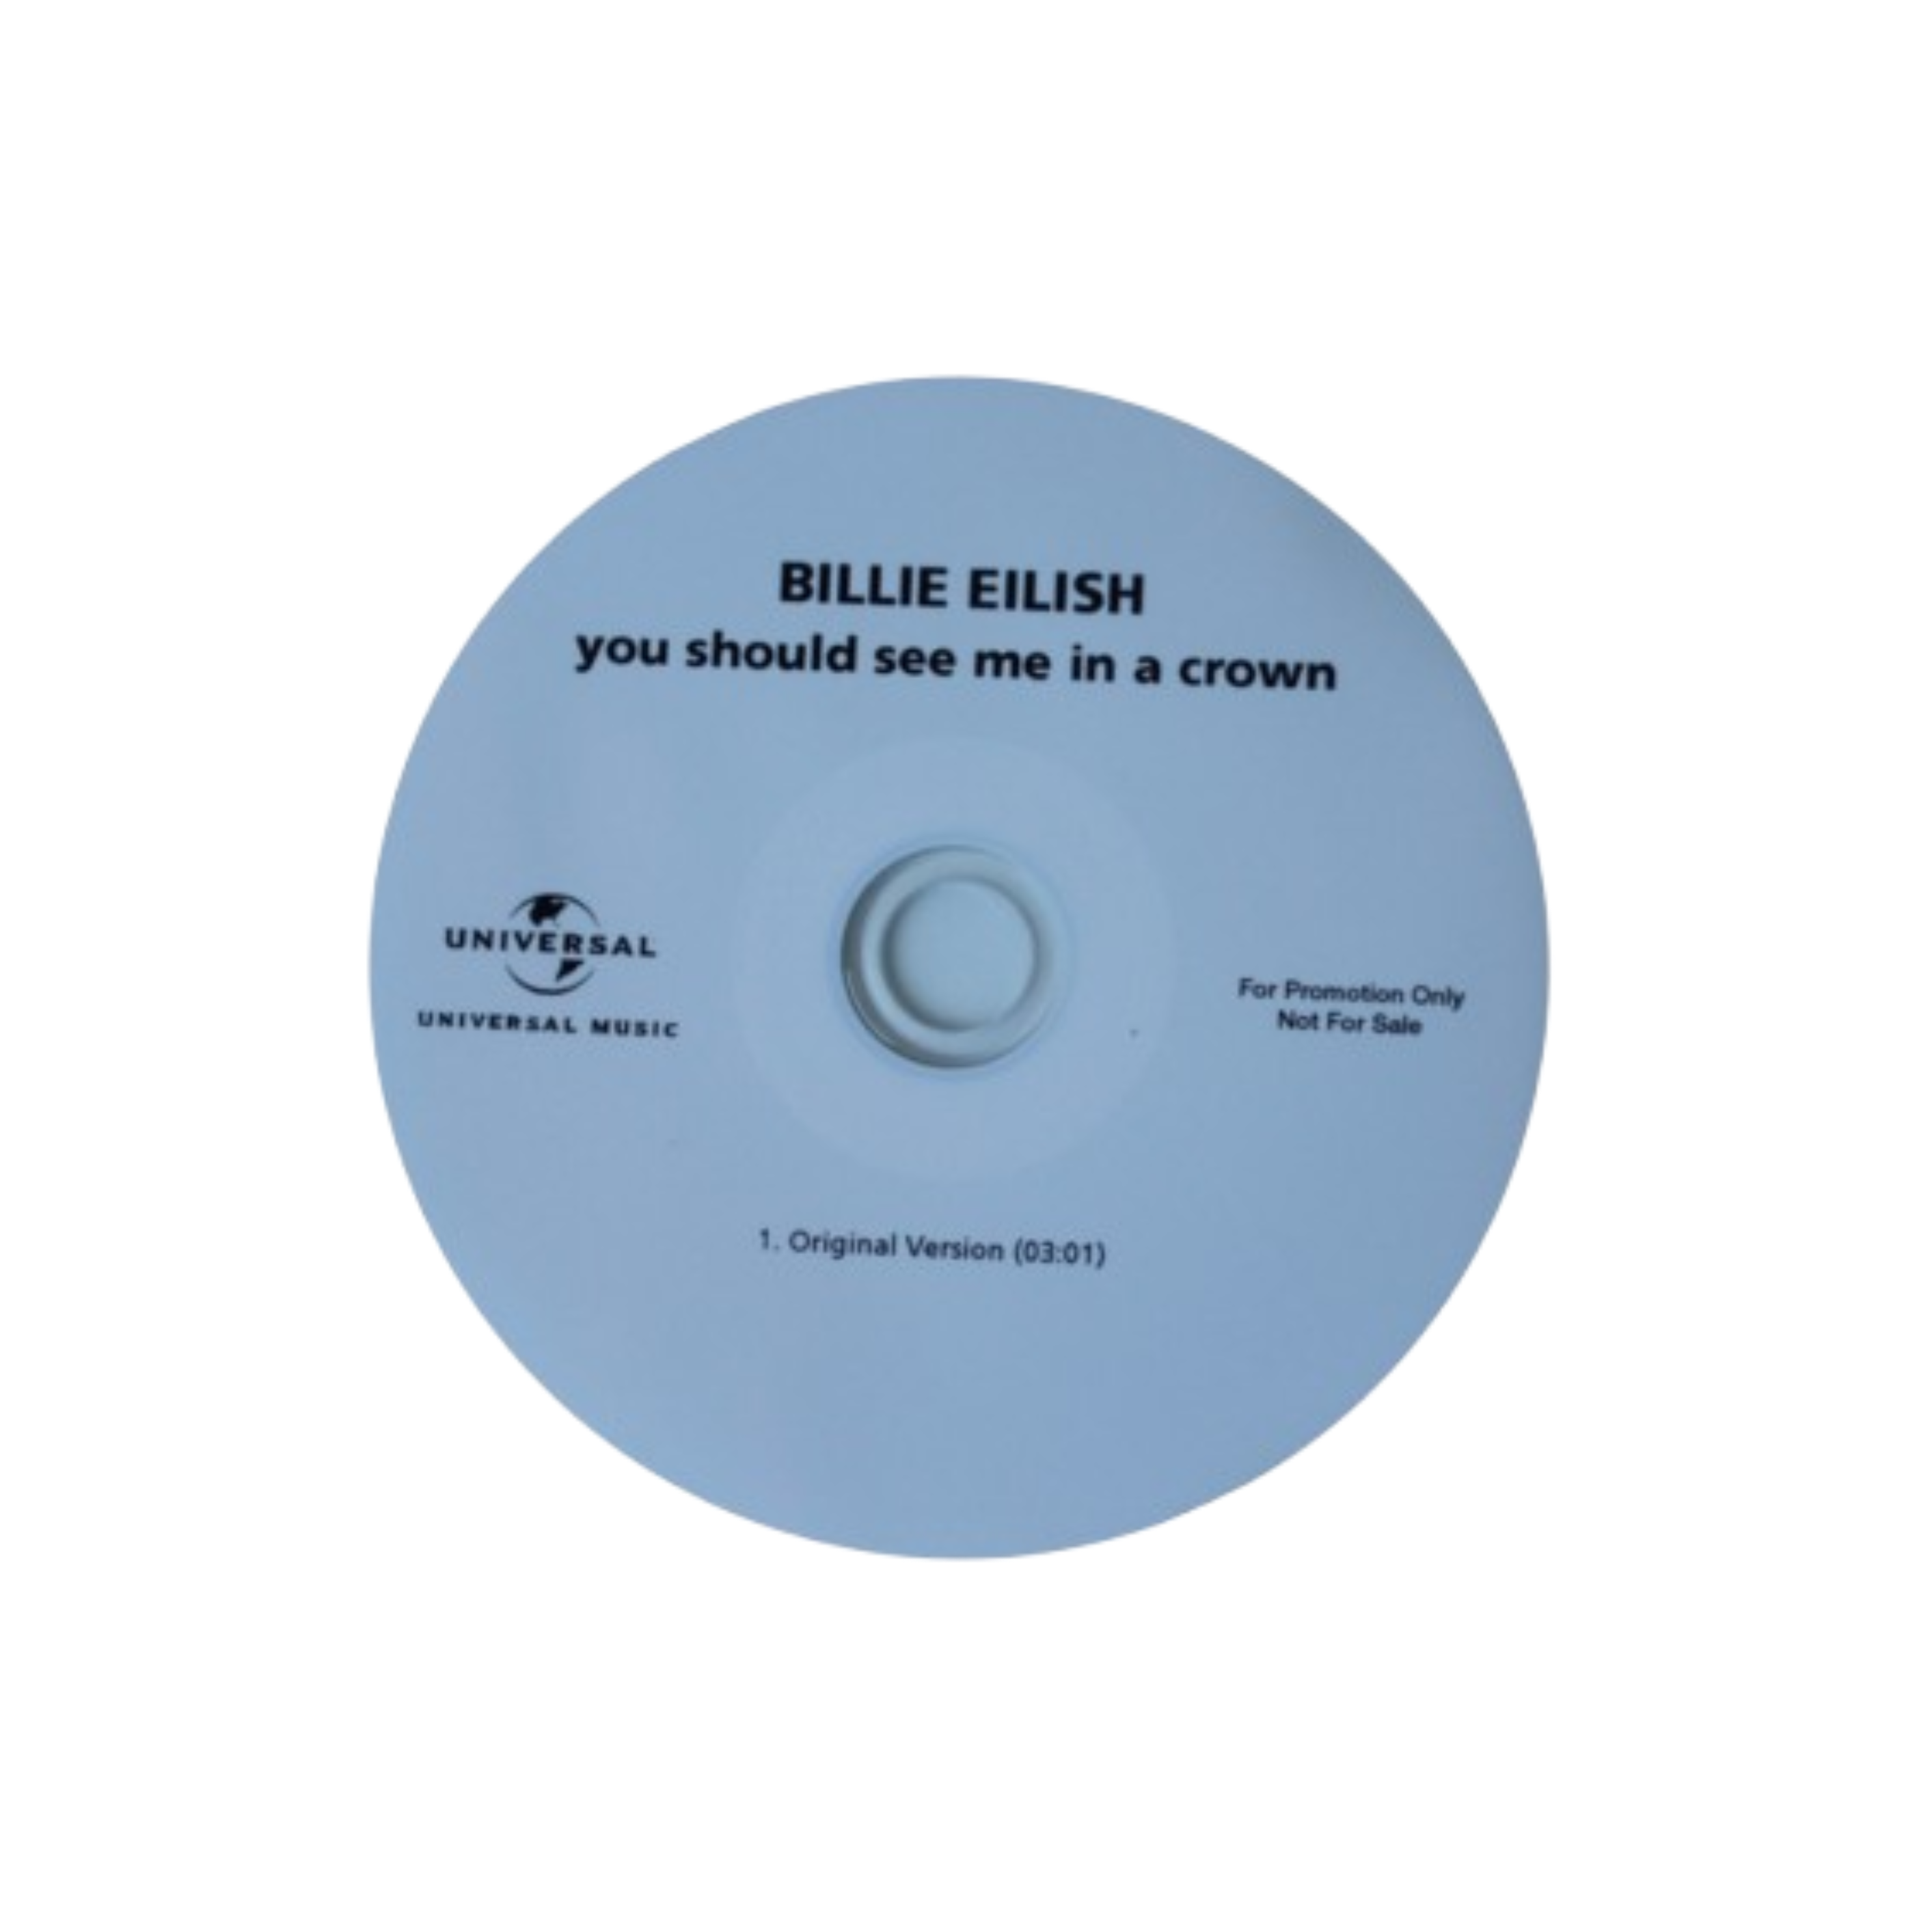 BILLIE EILISH
you should see me in a crown
UNIVERSAL
UNIVERSAL MUSIC
For Promotion Only
Not For Sale
1. Original Version (03:01)